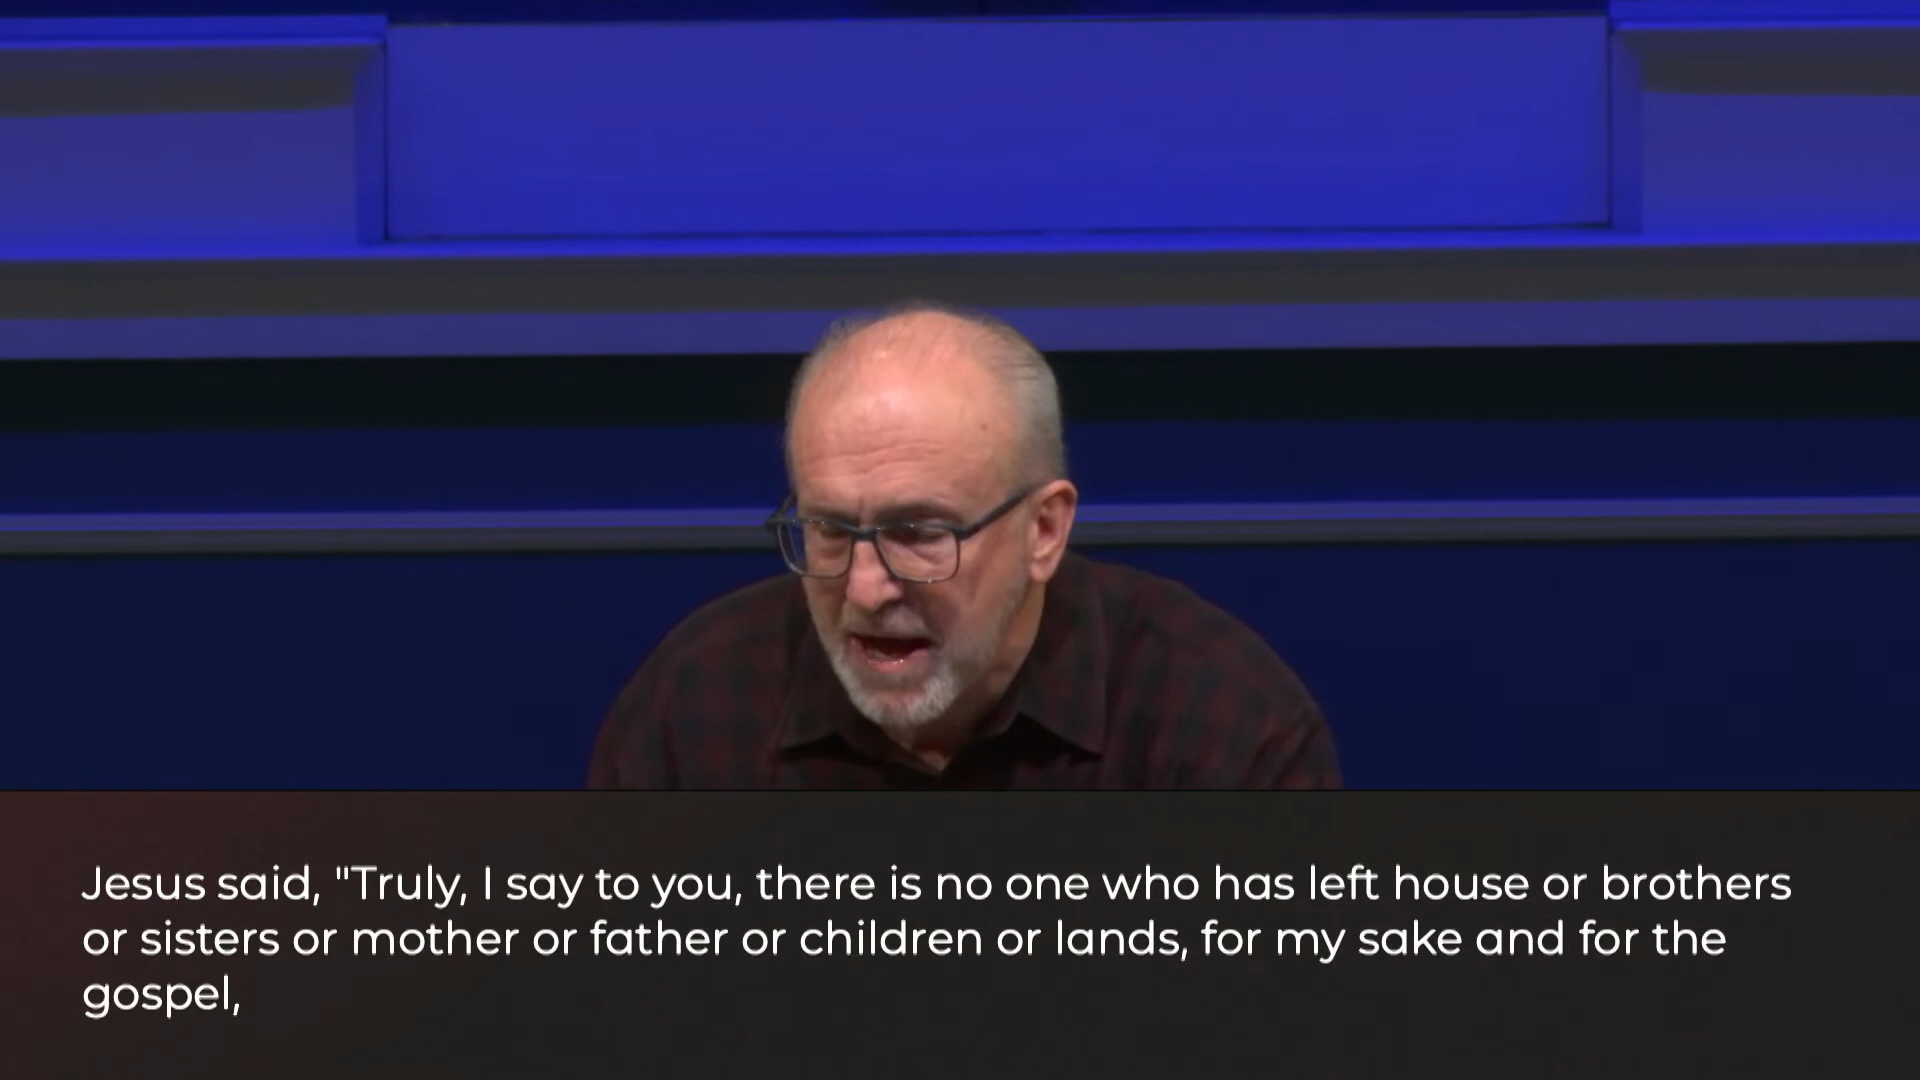 Jesus said, "Truly, I say to you, there is no one who has left house or brothers
or sisters or mother or father or children or lands, for my sake and for the
gospel,